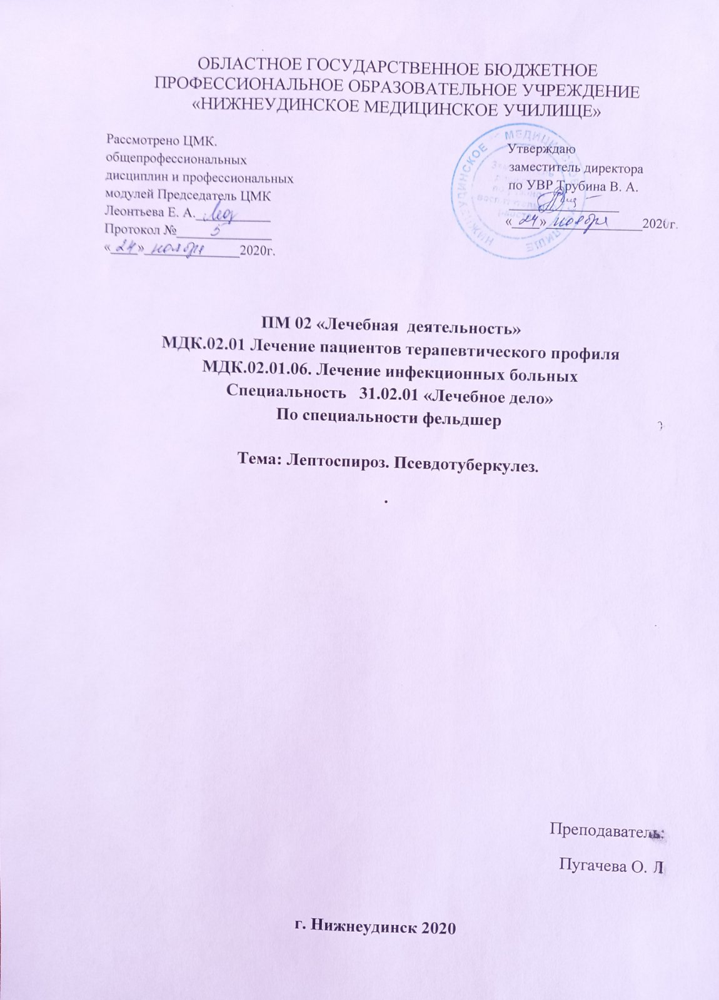 ОБЛАСТНОЕ ГОСУДАРСТВЕННОЕ БЮДЖЕТНОЕ
ПРОФЕССИОНАЛЬНОЕ ОБРАЗОВАТЕЛЬНОЕ УЧРЕЖДЕНИЕ
«НИЖНЕУДИНСКОЕ МЕДИЦИНСКОЕ УЧИЛИЩЕ»
Рассмотрено ЦМК.
общепрофессиональных
дисциплин и профессиональных
модулей Председатель ЦМК
Леонтьева Е. А.
Протокол № 5
«24» ноября 2020г.
Утверждаю
заместитель директора
по УВР Трубина В. А.
«24» ноября 2020г.
ПМ 02 «Лечебная деятельность»
МДК.02.01 Лечение пациентов терапевтического профиля
МДК.02.01.06. Лечение инфекционных больных
Специальность 31.02.01 «Лечебное дело»
По специальности фельдшер
Тема: Лептоспироз. Псевдотуберкулез.
.
Преподаватель:
Пугачева О. Л
г. Нижнеудинск 2020